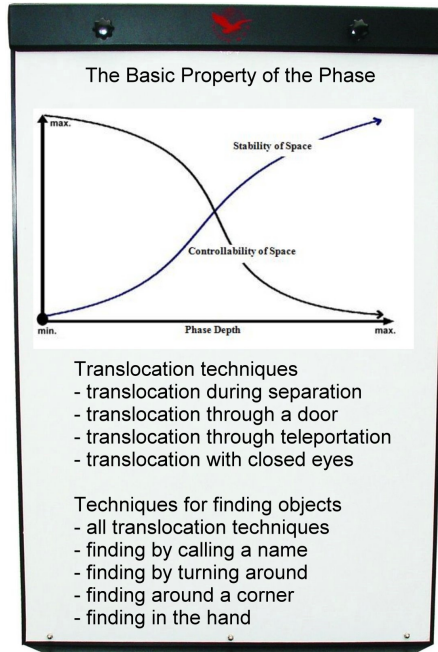 The Basic Property of the Phase
max.
Stability of Space
Controllability of Space
min.
Phase Depth
max.
Translocation techniques
- translocation during separation
- translocation through a door
- translocation through teleportation
- translocation with closed eyes
Techniques for finding objects
- all translocation techniques
- finding by calling a name
- finding by turning around
- finding around a corner
- finding in the hand